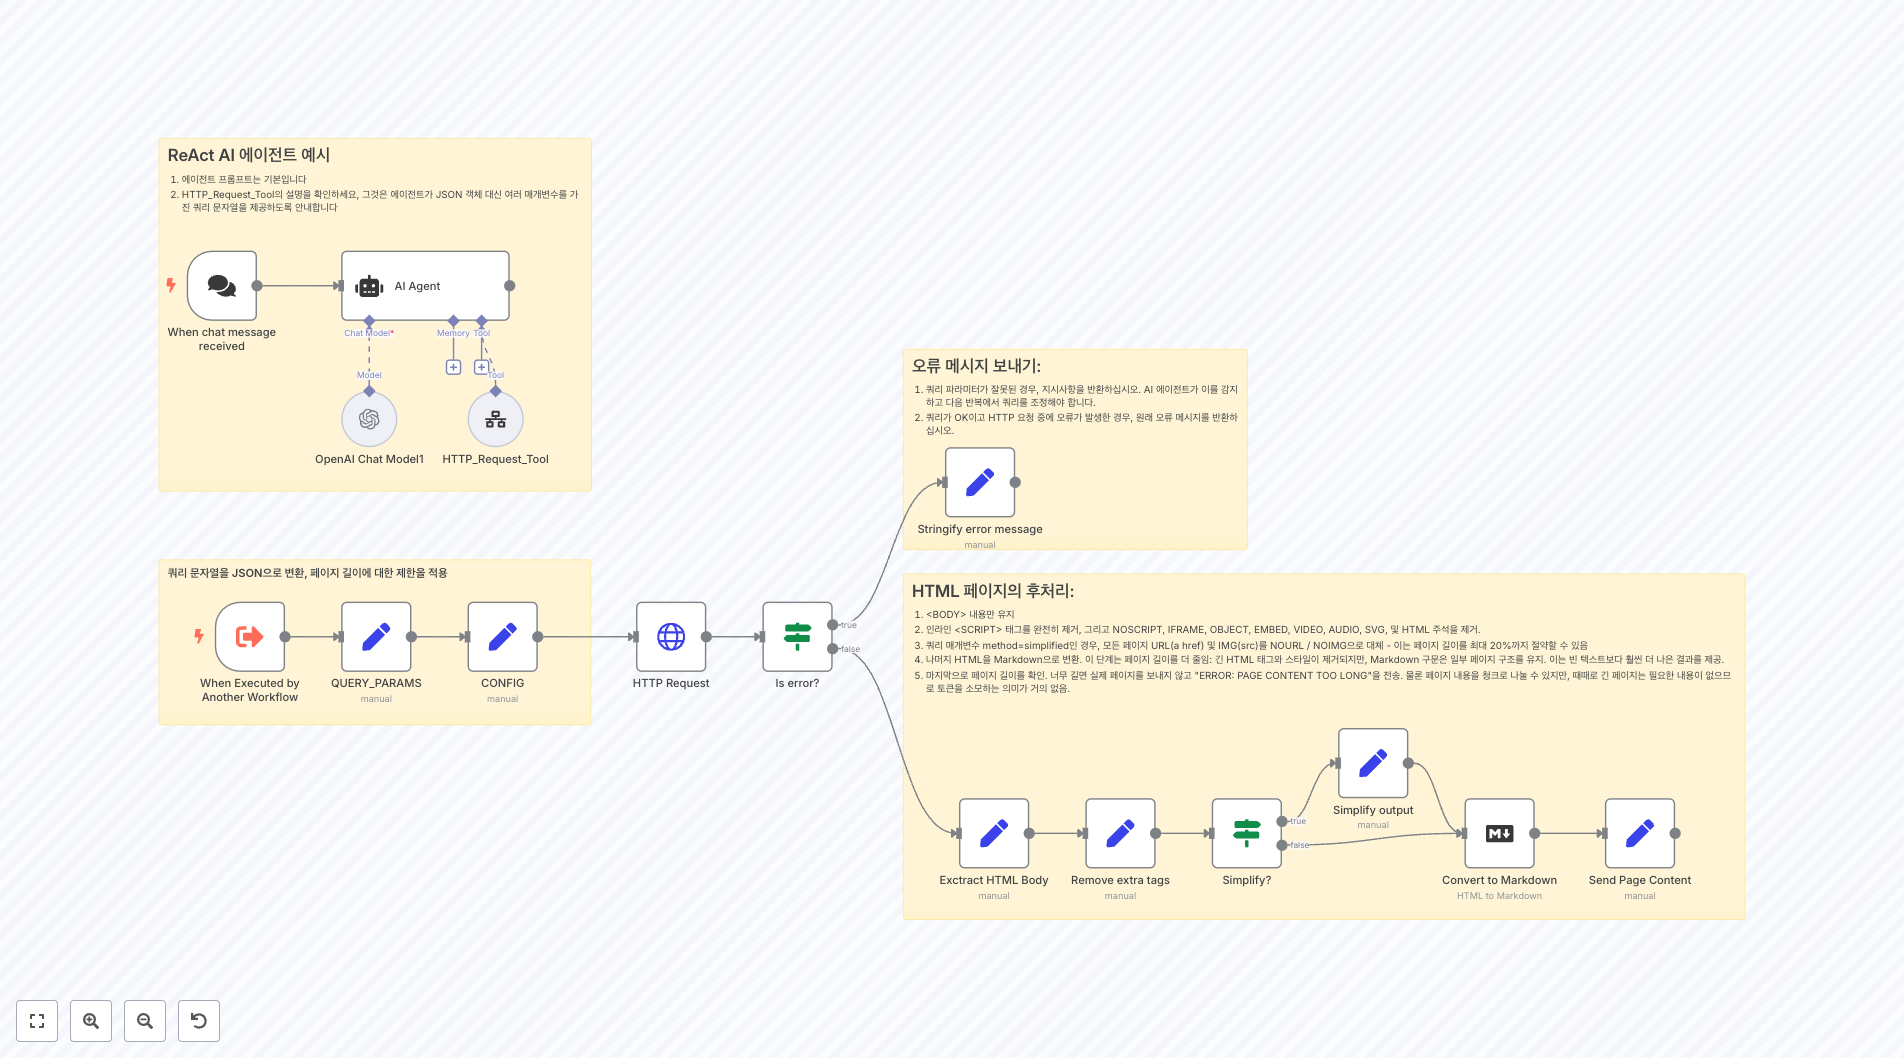 ReAct AI 에이전트 예시
1. 에이전트 프롬프트는 기본입니다
2. HTTP_Request_Tool의 설명을 확인하세요, 그것은 에이전트가 JSON 객체 대신 여러 매개변수를 가
진 쿼리 문자열을 제공하도록 안내합니다
AI Agent
When chat message
received
Chat Model*
Memory
Tool
Model
Tool
OpenAI Chat Model1
HTTP_Request_Tool
오류 메시지 보내기:
1. 쿼리 파라미터가 잘못된 경우, 지시사항을 반환하십시오. AI 에이전트가 이를 감지
하고 다음 반복에서 쿼리를 조정해야 합니다.
2. 쿼리가 OK이고 HTTP 요청 중에 오류가 발생한 경우, 원래 오류 메시지를 반환하
십시오.
Stringify error message
manual
쿼리 문자열을 JSON으로 변환, 페이지 길이에 대한 제한을 적용
When Executed by
Another Workflow
QUERY_PARAMS
manual
CONFIG
manual
HTTP Request
Is error?
true
false
HTML 페이지의 후처리:
1. <BODY> 내용만 유지
2. 인라인 <SCRIPT> 태그를 완전히 제거, 그리고 NOSCRIPT, IFRAME, OBJECT, EMBED, VIDEO, AUDIO, SVG, 및 HTML 주석을 제거.
3. 쿼리 매개변수 method=simplified인 경우, 모든 페이지 URL(a href) 및 IMG(src)를 NOURL / NOIMG으로 대체 - 이는 페이지 길이를 최대 20%까지 절약할 수 있음
4. 나머지 HTML을 Markdown으로 변환. 이 단계는 페이지 길이를 더 줄임: 긴 HTML 태그와 스타일이 제거되지만, Markdown 구문은 일부 페이지 구조를 유지. 이는 빈 텍스트보다 훨씬 더 나은 결과를 제공.
5. 마지막으로 페이지 길이를 확인. 너무 길면 실제 페이지를 보내지 않고 "ERROR: PAGE CONTENT TOO LONG"을 전송. 물론 페이지 내용을 청크로 나눌 수 있지만, 때때로 긴 페이지는 필요한 내용이 없으므
로 토큰을 소모하는 의미가 거의 없음.
Simplify output
manual
true
false
Exctract HTML Body
manual
Remove extra tags
manual
Simplify?
Convert to Markdown
HTML to Markdown
Send Page Content
manual